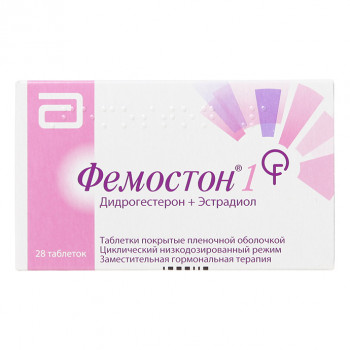 Фемостон® 1
Дидрогестерон + Эстрадиол
Таблетки покрытые пленочной оболочкой
Циклический низкодозированный режим
Заместительная гормональная терапия
28 таблеток